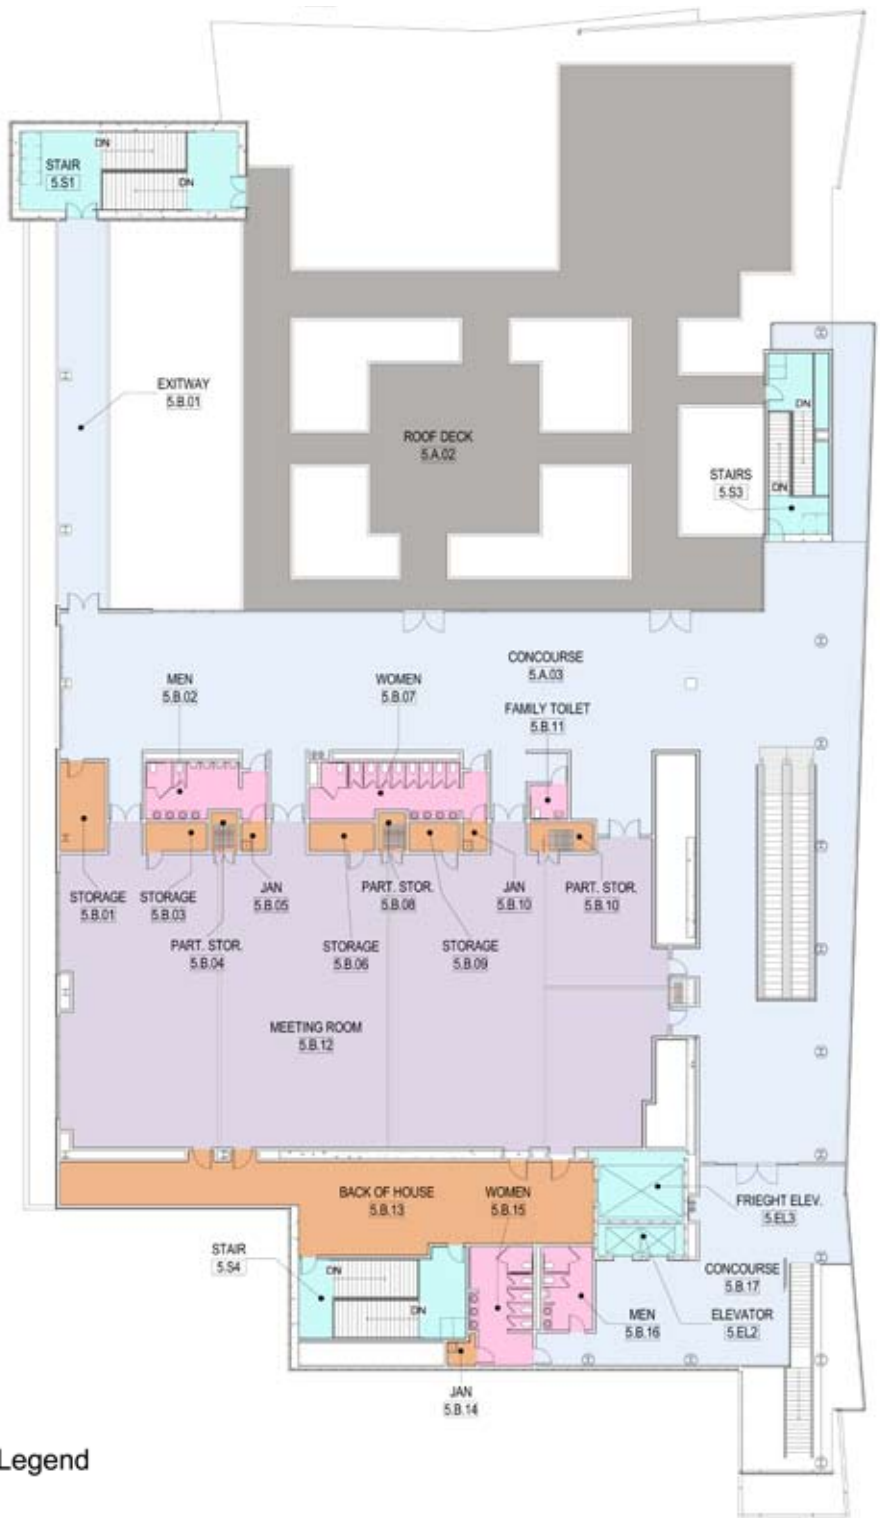 DN
STAIR
5.S1
DN
EXITWAY
5.B.01
ROOF DECK
5.A.02
DN
STAIRS
5.S3
DN
CONCOURSE
5.A.03
MEN
5.B.02
WOMEN
5.B.07
FAMILY TOILET
5.B.11
STORAGE
5.B.01
STORAGE
5.B.03
JAN
5.B.05
PART. STOR.
5.B.08
JAN
5.B.10
PART. STOR.
5.B.10
PART. STOR.
5.B.04
STORAGE
5.B.06
STORAGE
5.B.09
MEETING ROOM
5.B.12
BACK OF HOUSE
5.B.13
WOMEN
5.B.15
FRIEGHT ELEV.
5.EL3
STAIR
5.S4
DN
DN
CONCOURSE
5.B.17
MEN
5.B.16
ELEVATOR
5.EL2
JAN
5.B.14
Legend